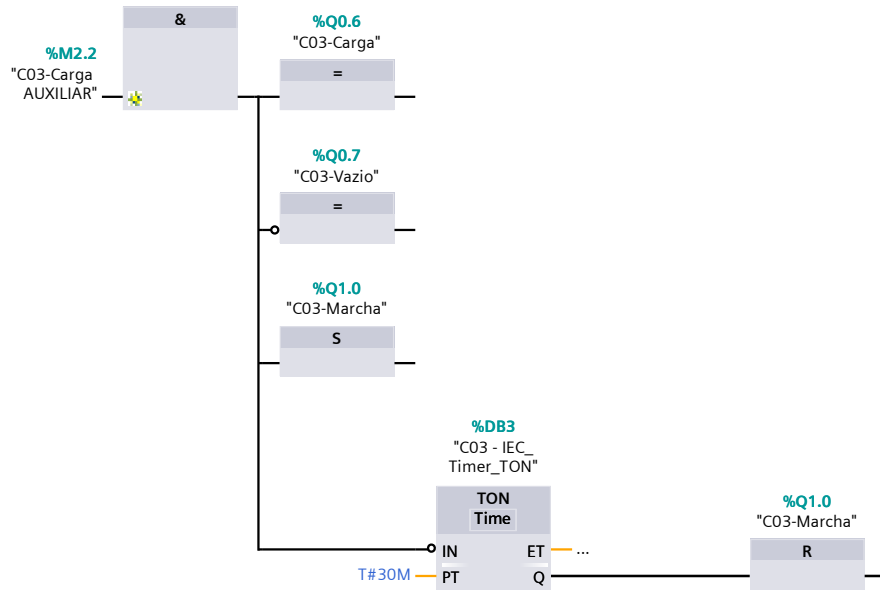 &
%M2.2
"C03-Carga
AUXILIAR"
%Q0.6
"C03-Carga"
=
%Q0.7
"C03-Vazio"
=
%Q1.0
"C03-Marcha"
S
%DB3
"C03 - IEC_
Timer_TON"
TON
Time
IN
ET
...
T#30M
PT
Q
%Q1.0
"C03-Marcha"
R